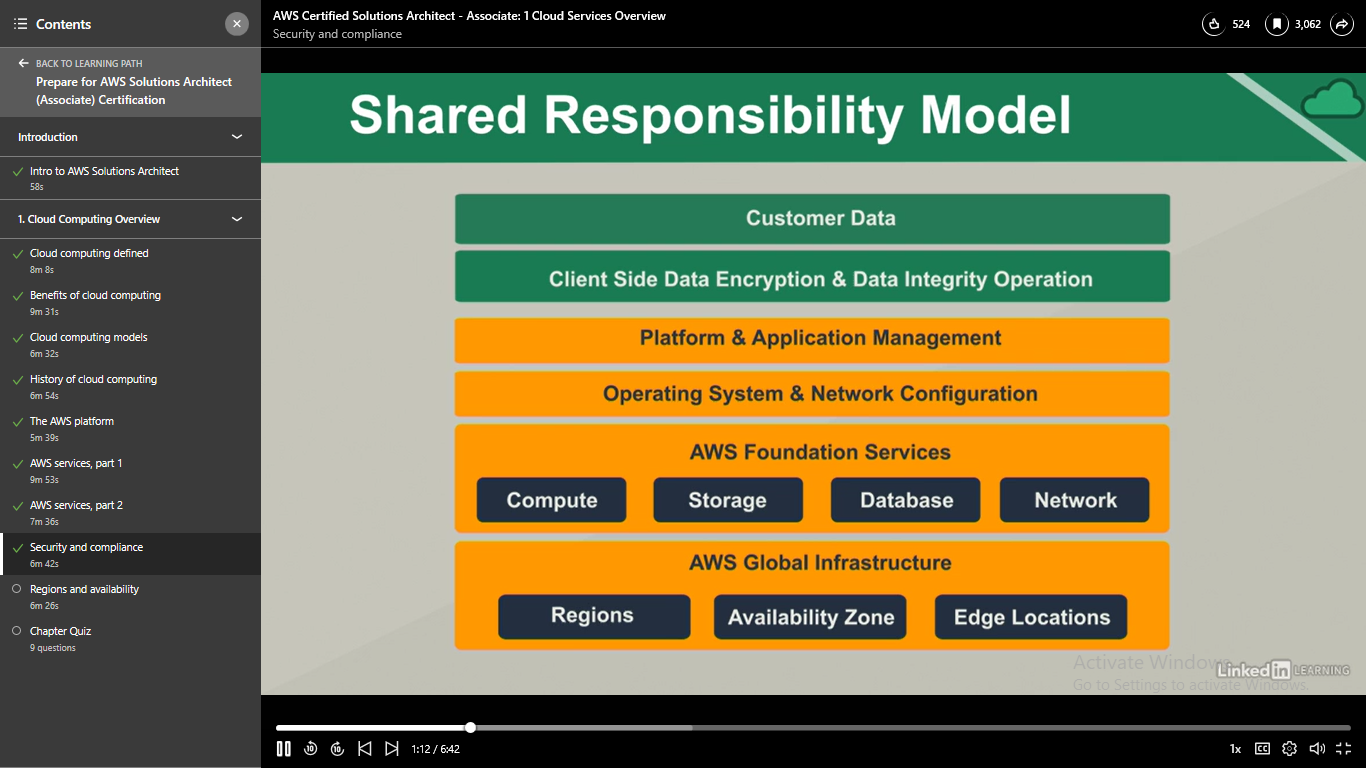 Contents
BACK TO LEARNING PATH
Prepare for AWS Solutions Architect
(Associate) Certification
Introduction
Intro to AWS Solutions Architect
58s
1. Cloud Computing Overview
Cloud computing defined
8m 8s
Benefits of cloud computing
9m 31s
Cloud computing models
6m 32s
History of cloud computing
6m 54s
The AWS platform
5m 39s
AWS services, part 1
9m 53s
AWS services, part 2
7m 36s
Security and compliance
6m 42s
Regions and availability
6m 26s
Chapter Quiz
9 questions
AWS Certified Solutions Architect - Associate: 1 Cloud Services Overview
Security and compliance
524
3,062
Shared Responsibility Model
Customer Data
Client Side Data Encryption & Data Integrity Operation
Platform & Application Management
Operating System & Network Configuration
AWS Foundation Services
Compute Storage Database Network
AWS Global Infrastructure
Regions Availability Zone Edge Locations
Activate Windows
Go to Settings to activate Windows.
Linked in LEARNING
10 10 1:12 / 6:42 1x CC